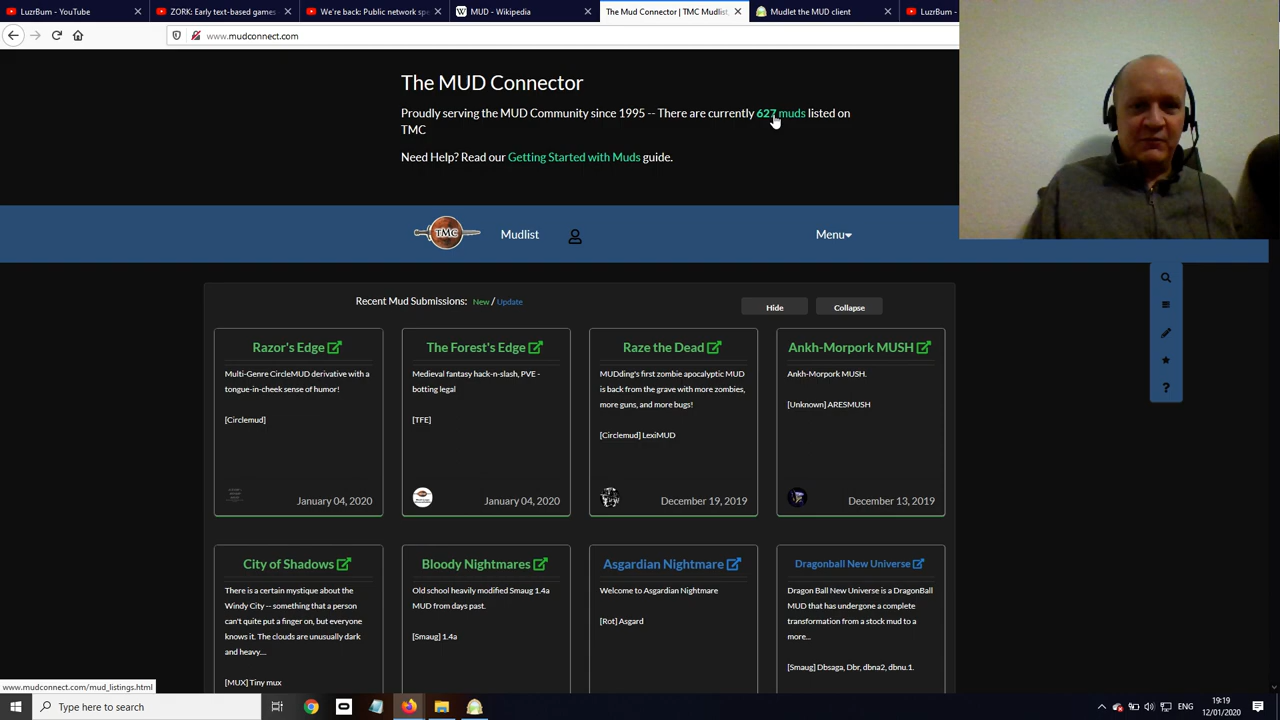 LuzrBum - YouTube
ZORK: Early text-based games
We're back: Public network sp
MUD - Wikipedia
The Mud Connector | TMC Mudlist
Mudlet the MUD client
LuzrBum -
www.mudconnect.com
The MUD Connector
Proudly serving the MUD Community since 1995 -- There are currently 627 muds listed on
TMC
Need Help? Read our Getting Started with Muds guide.
TMC
Mudlist
Menu
Recent Mud Submissions: New / Update
Hide
Collapse
Razor's Edge
Multi-Genre CircleMUD derivative with a
tongue-in-cheek sense of humor!
[Circlemud]
January 04, 2020
The Forest's Edge
Medieval fantasy hack-n-slash, PVE -
botting legal
[TFE]
January 04, 2020
Raze the Dead
MUDding's first zombie apocalyptic MUD
is back from the grave with more zombies,
more guns, and more bugs!
[Circlemud] LexiMUD
December 19, 2019
Ankh-Morpork MUSH
Ankh-Morpork MUSH.
[Unknown] ARESMUSH
December 13, 2019
City of Shadows
There is a certain mystique about the
Windy City -- something that a person
can't quite put a finger on, but everyone
knows it. The clouds are unusually dark
and heavy....
[MUX] Tiny mux
Bloody Nightmares
Old school heavily modified Smaug 1.4a
MUD from days past.
[Smaug] 1.4a
Asgardian Nightmare
Welcome to Asgardian Nightmare
[Rot] Asgard
Dragonball New Universe
Dragon Ball New Universe is a DragonBall
MUD that has undergone a complete
transformation from a stock mud to a
more...
[Smaug] Dbsaga, Dbr, dbna2, dbnu.1.
www.mudconnect.com/mud_listings.html
Type here to search
ENG
19:19
12/01/2020